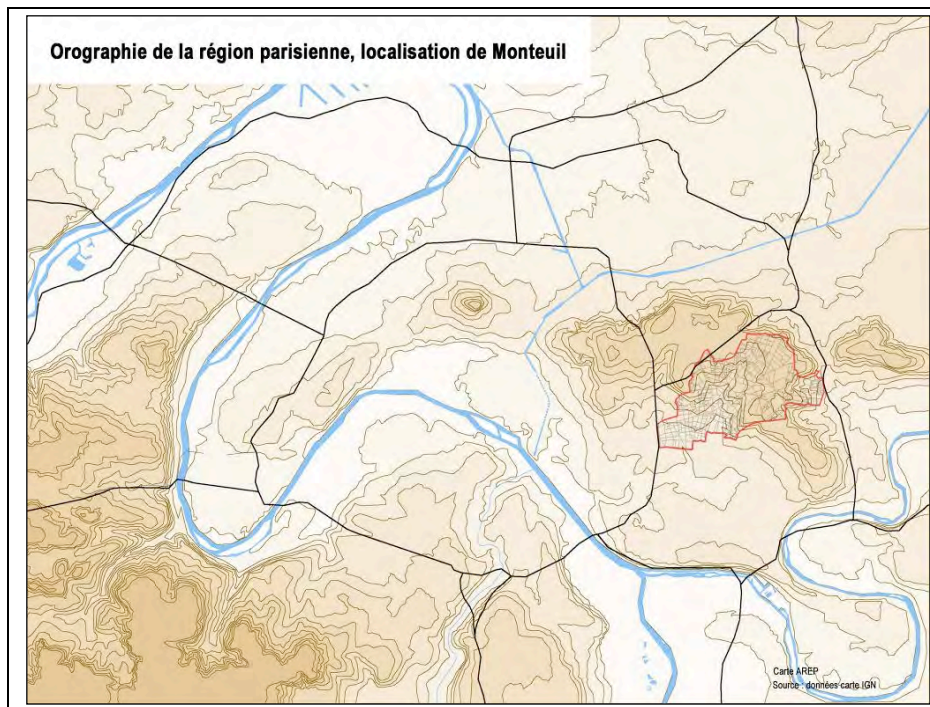 Orographie de la région parisienne, localisation de Monteuil
Carte AREP
Source : données carte IGN